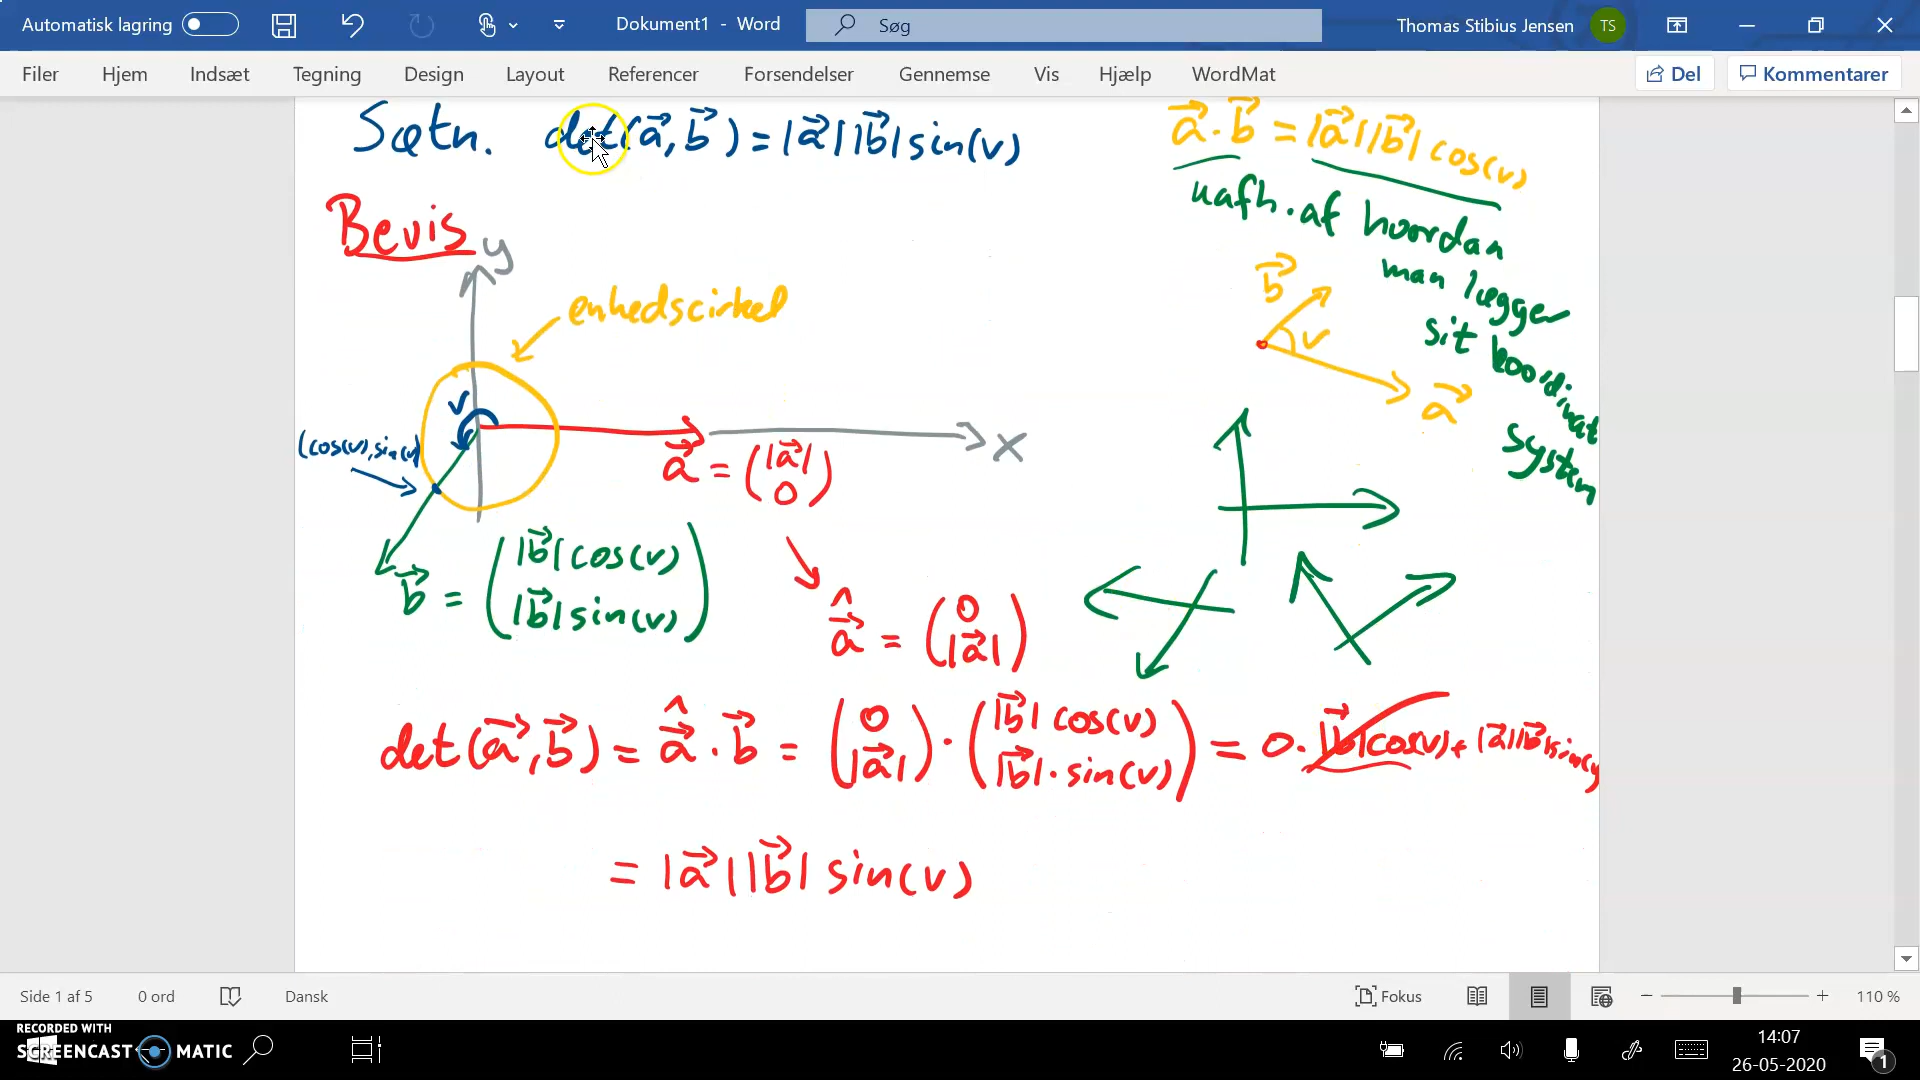 Automatisk lagring
Dokument1 - Word
Søg
Thomas Stibius Jensen TS
Filer Hjem Indsæt Tegning Design Layout Referencer Forsendelser Gennemse Vis Hjælp WordMat
Del Kommentarer
Sætn. det(a⃗, b⃗) = |a⃗||b⃗| sin(v)
a⃗ · b⃗ = |a⃗||b⃗| cos(v)
uafh. af hvordan
man lægger
sit koordinat
system
b⃗
v
a⃗
Bevis
y
enhedscirkel
v
(cos(v), sin(v))
x
a⃗ = (|a⃗| 0)
b⃗ = (|b⃗| cos(v) |b⃗| sin(v))
â⃗ = (0 |a⃗|)
det(a⃗, b⃗) = â⃗ · b⃗ = (0 |a⃗|) · (|b⃗| cos(v) |b⃗| · sin(v)) = 0 · |b⃗| cos(v) + |a⃗||b⃗| sin(v)
= |a⃗||b⃗| sin(v)
Side 1 af 5 0 ord Dansk
Fokus
110 %
RECORDED WITH
SCREENCAST MATIC
14:07
26-05-2020
1